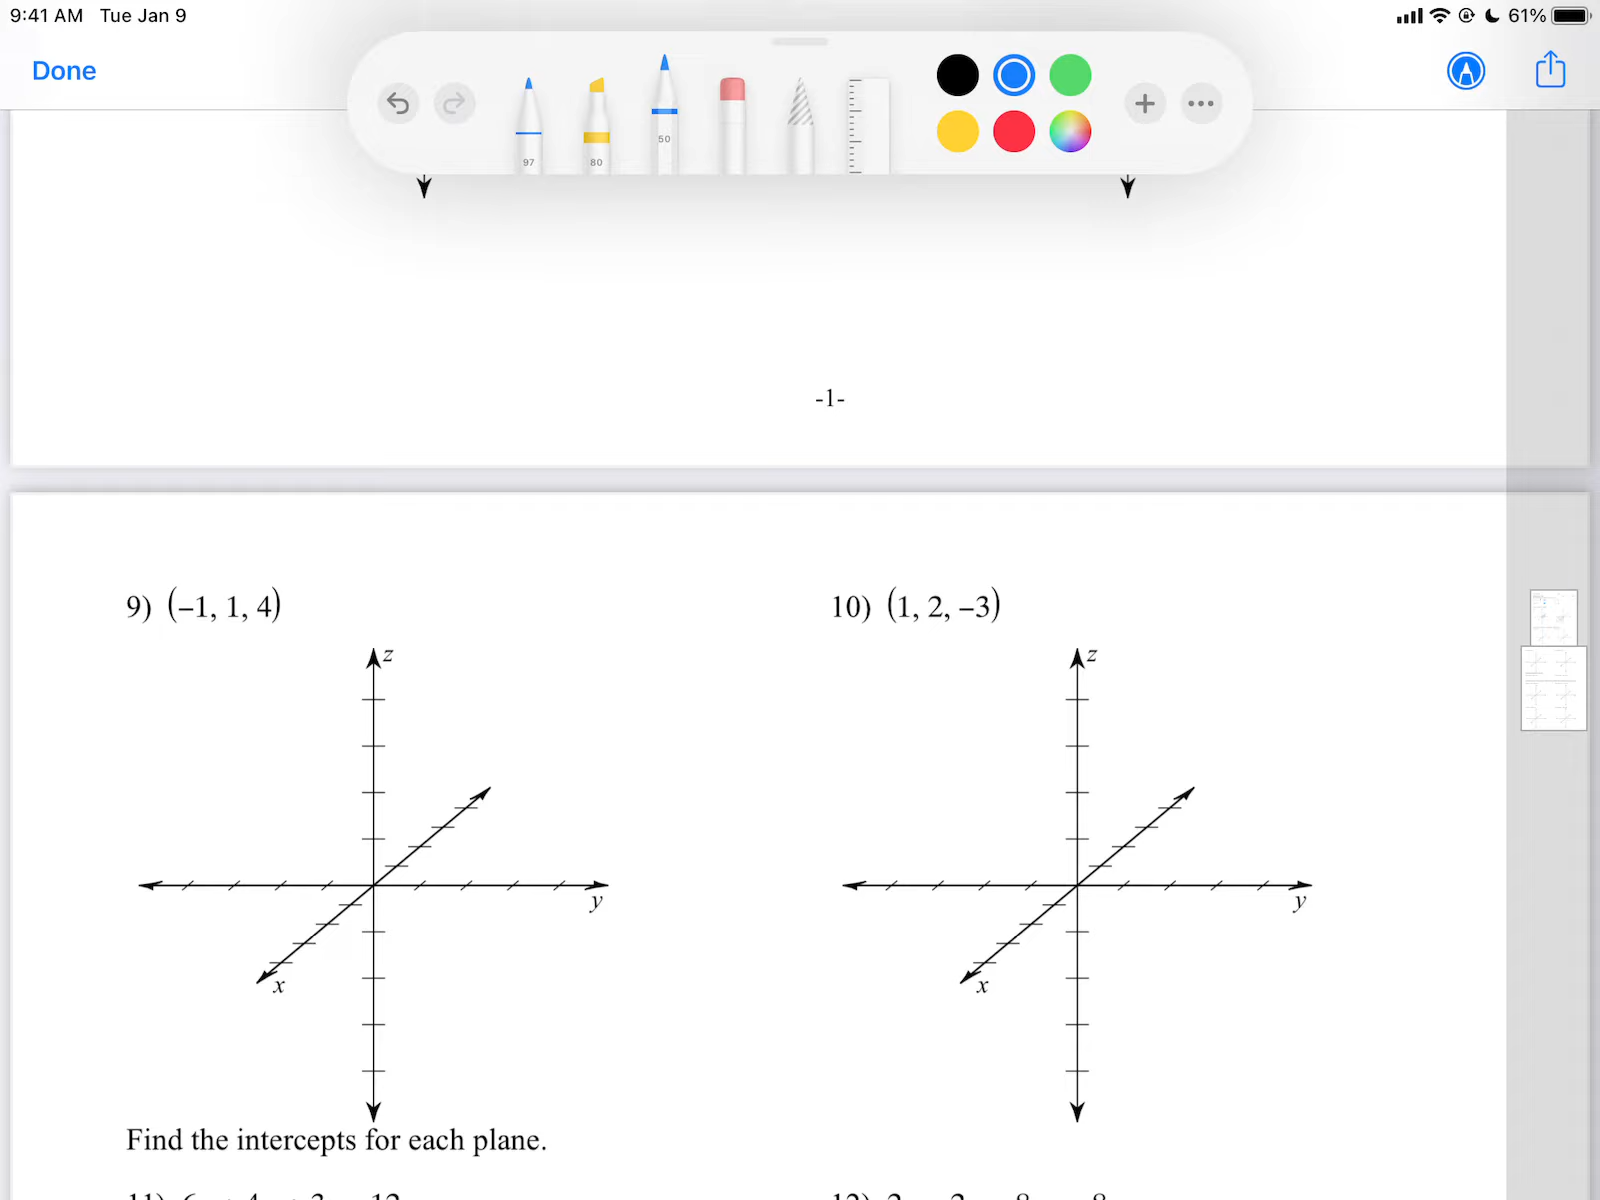 9:41 AM Tue Jan 9
61%
Done
97
80
50
-1-
9) (–1, 1, 4)
10) (1, 2, –3)
z
z
y
y
x
x
Find the intercepts for each plane.